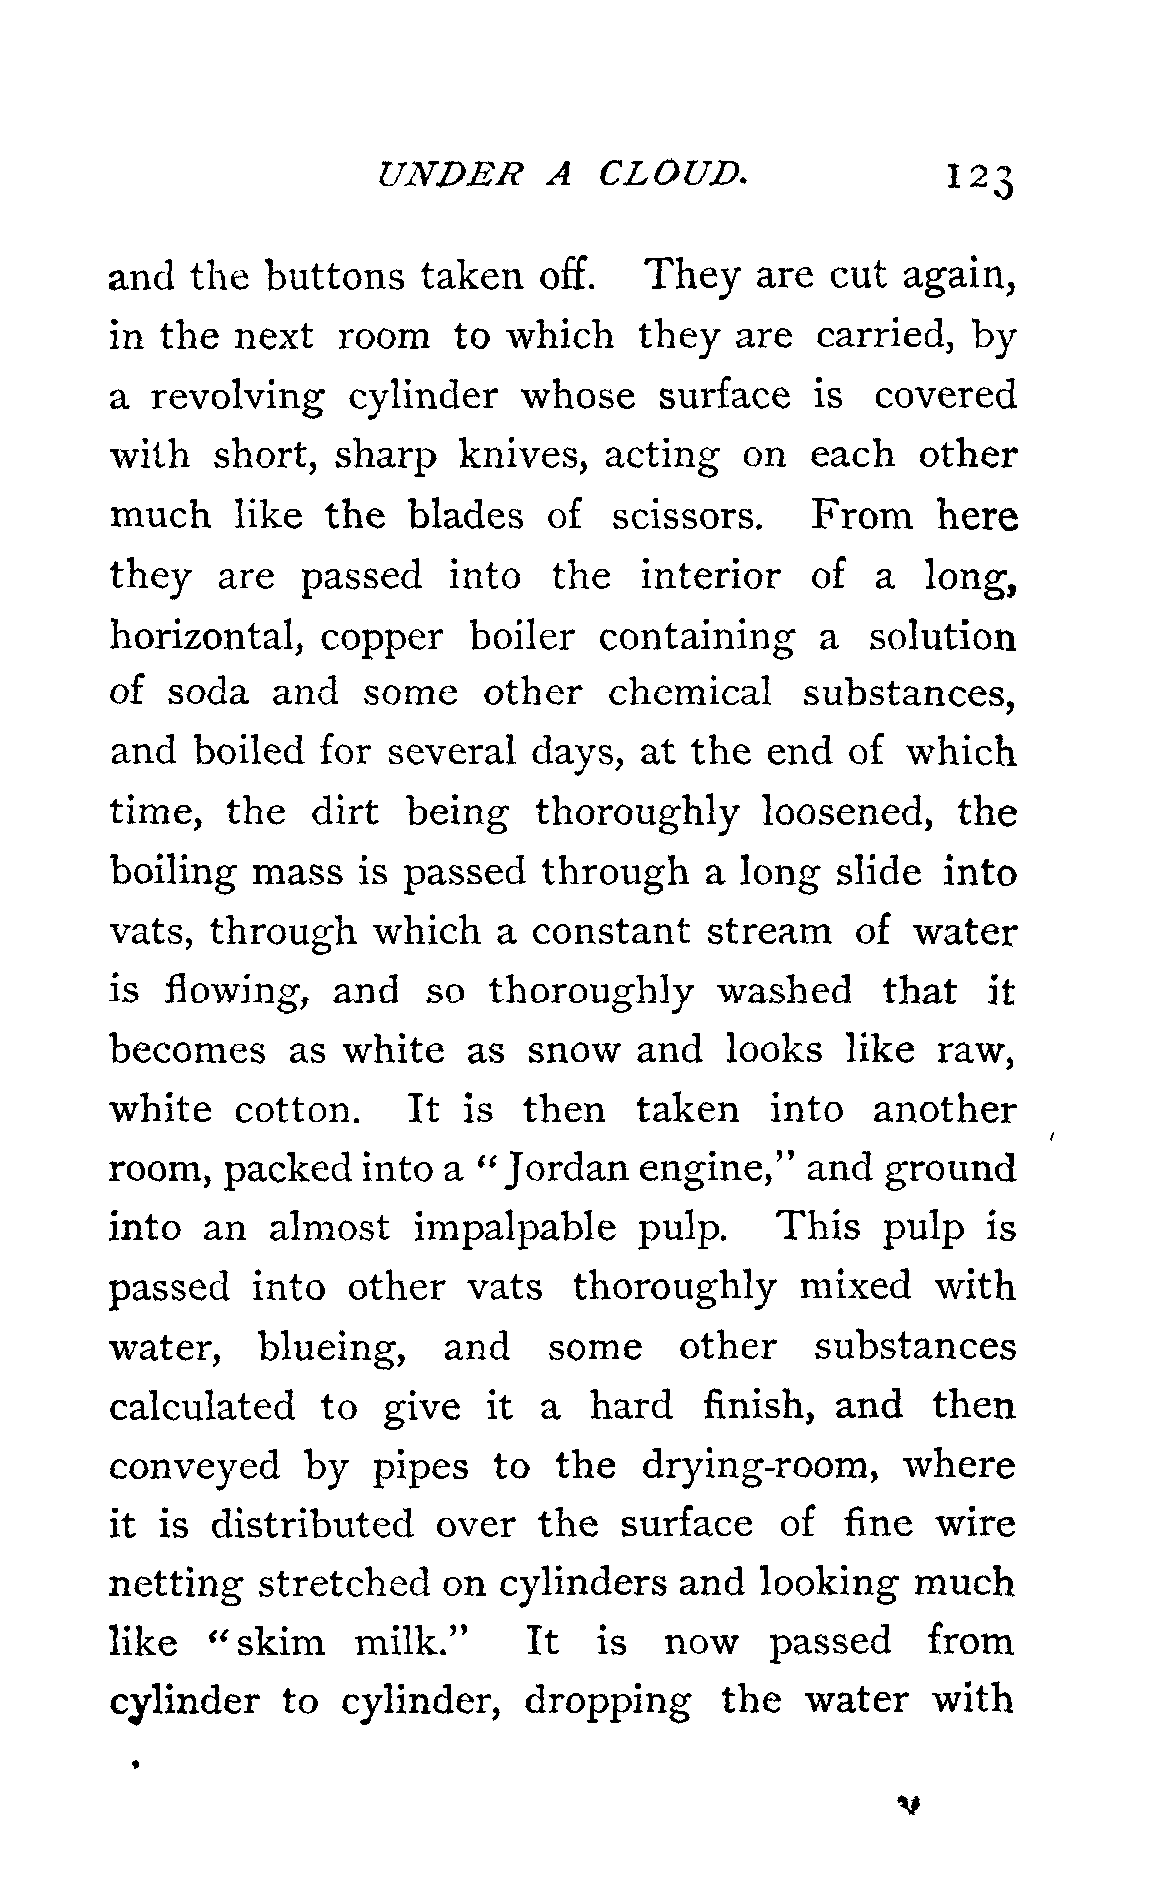 UNDER A CLOUD. 123
and the buttons taken off. They are cut again,
in the next room to which they are carried, by
a revolving cylinder whose surface is covered
with short, sharp knives, acting on each other
much like the blades of scissors. From here
they are passed into the interior of a long,
horizontal, copper boiler containing a solution
of soda and some other chemical substances,
and boiled for several days, at the end of which
time, the dirt being thoroughly loosened, the
boiling mass is passed through a long slide into
vats, through which a constant stream of water
is flowing, and so thoroughly washed that it
becomes as white as snow and looks like raw,
white cotton. It is then taken into another
room, packed into a "Jordan engine," and ground
into an almost impalpable pulp. This pulp is
passed into other vats thoroughly mixed with
water, blueing, and some other substances
calculated to give it a hard finish, and then
conveyed by pipes to the drying-room, where
it is distributed over the surface of fine wire
netting stretched on cylinders and looking much
like "skim milk." It is now passed from
cylinder to cylinder, dropping the water with